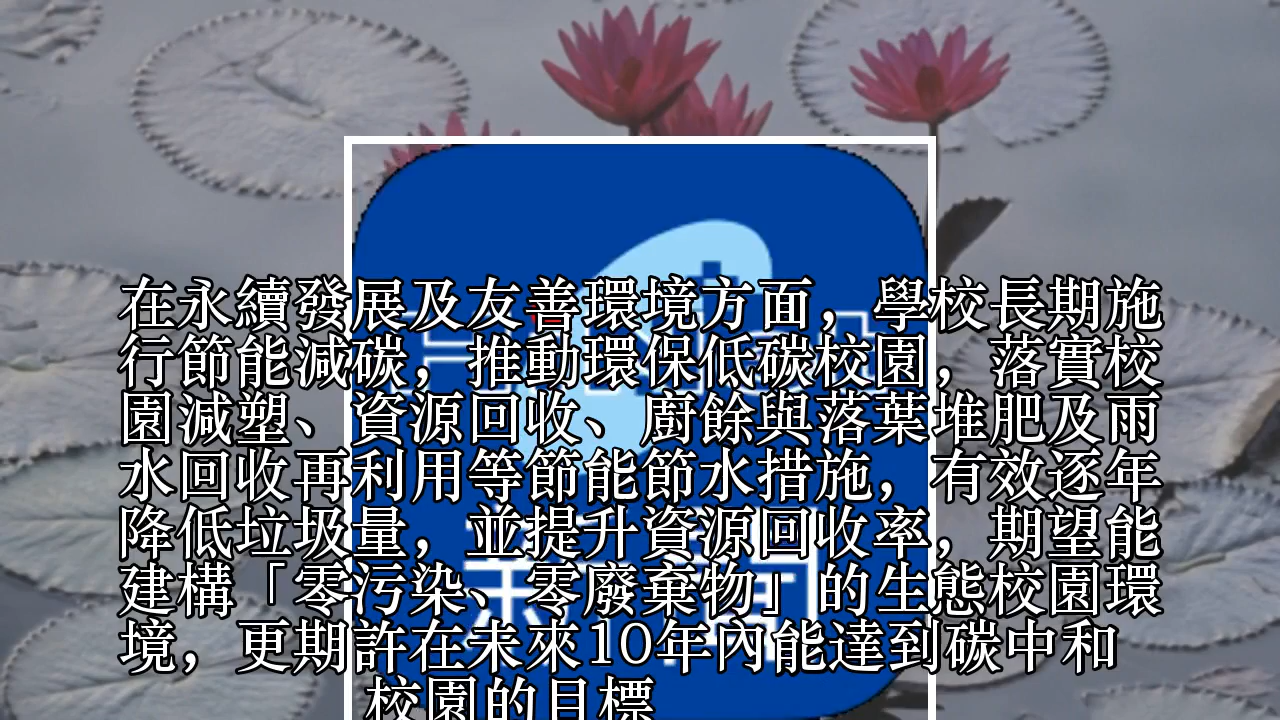 在永續發展及友善環境方面，學校長期施
行節能減碳，推動環保低碳校園，落實校
園減塑、資源回收、廚餘與落葉堆肥及雨
水回收再利用等節能節水措施，有效逐年
降低垃圾量，並提升資源回收率，期望能
建構「零污染、零廢棄物」的生態校園環
境，更期許在未來10年內能達到碳中和
校園的目標